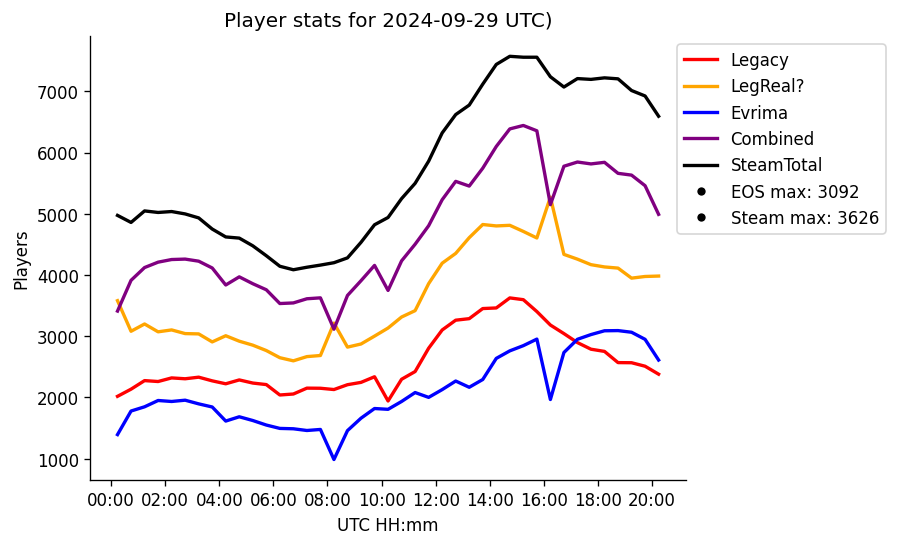 Player stats for 2024-09-29 UTC)
Legacy
LegReal?
Evrima
Combined
SteamTotal
EOS max: 3092
Steam max: 3626
Players
7000
6000
5000
4000
3000
2000
1000
00:00 02:00 04:00 06:00 08:00 10:00 12:00 14:00 16:00 18:00 20:00
UTC HH:mm